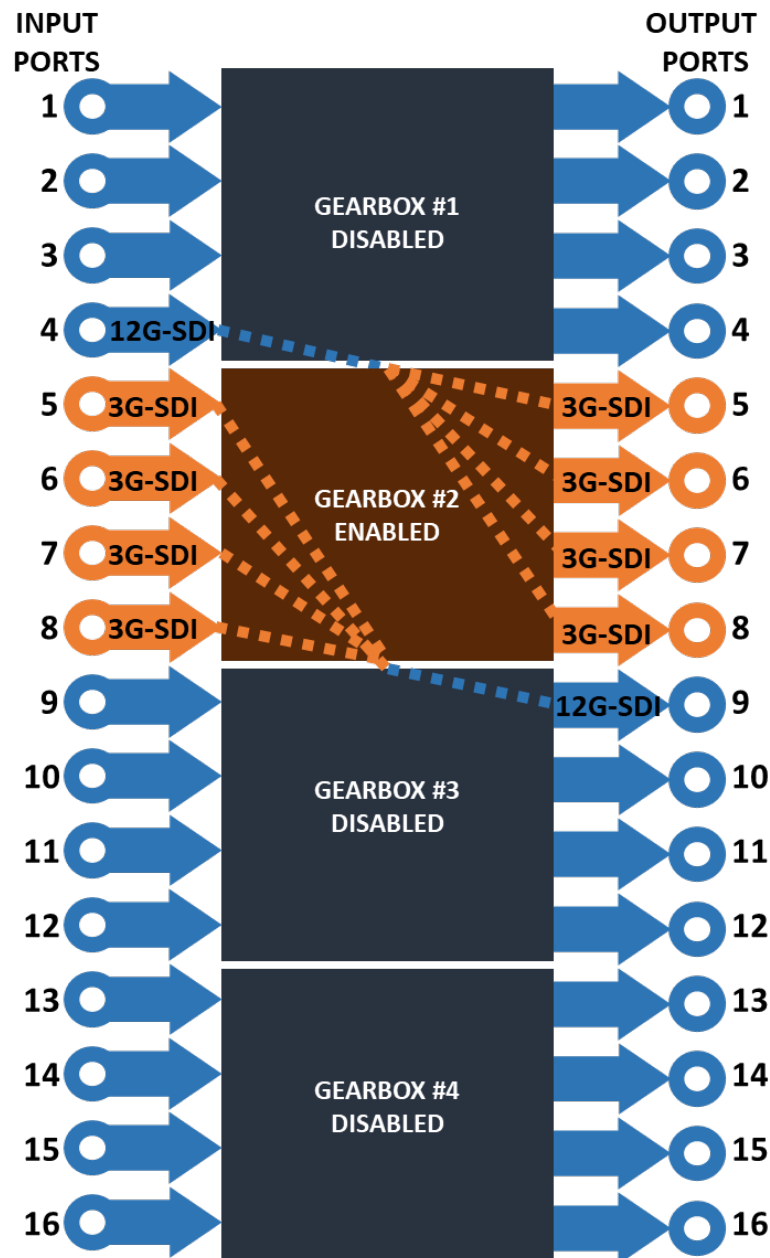 INPUT
PORTS
OUTPUT
PORTS
1
1
2
2
GEARBOX #1
DISABLED
3
3
4
12G-SDI
4
5
3G-SDI
3G-SDI
5
6
3G-SDI
3G-SDI
6
GEARBOX #2
ENABLED
7
3G-SDI
3G-SDI
7
8
3G-SDI
3G-SDI
8
9
12G-SDI
9
10
10
GEARBOX #3
DISABLED
11
11
12
12
13
13
14
14
GEARBOX #4
DISABLED
15
15
16
16